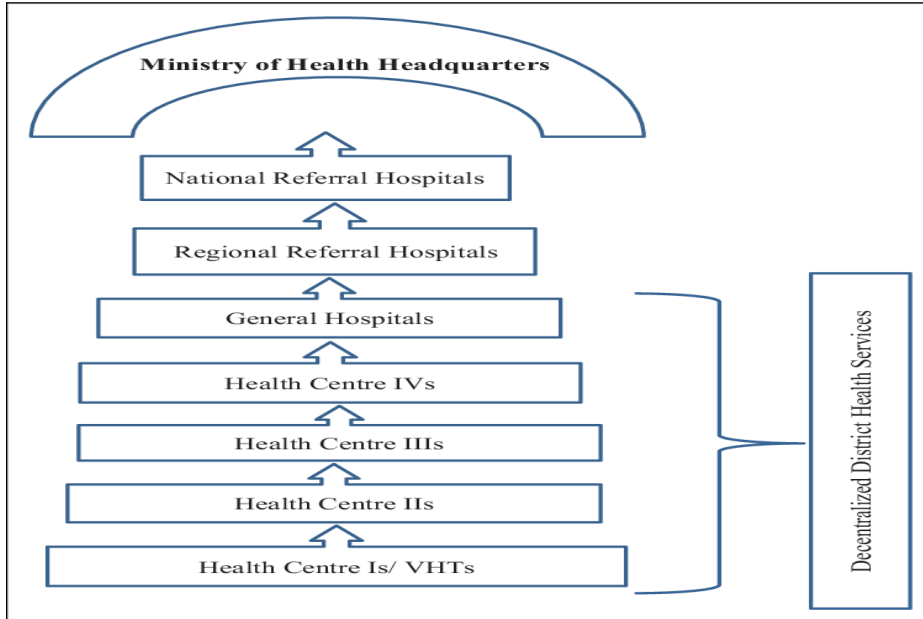 Ministry of Health Headquarters
National Referral Hospitals
Regional Referral Hospitals
General Hospitals
Health Centre IVs
Health Centre IIIs
Health Centre IIs
Health Centre Is/ VHTs
Decentralized District Health Services